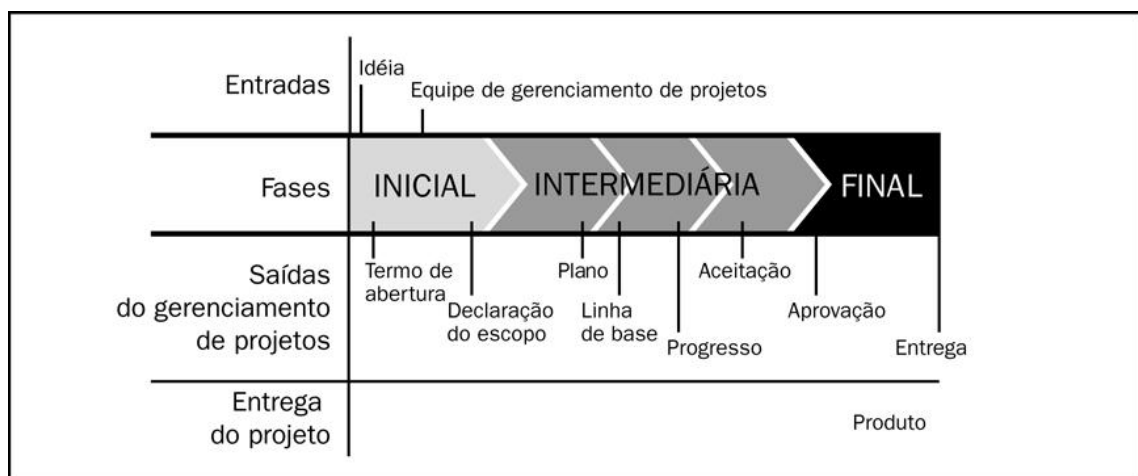 Idéia
Entradas
Equipe de gerenciamento de projetos
Fases
INICIAL
INTERMEDIÁRIA
FINAL
Saídas
do gerenciamento
de projetos
Termo de
abertura
Declaração
do escopo
Plano
Linha
de base
Progresso
Aceitação
Aprovação
Entrega
Entrega
do projeto
Produto